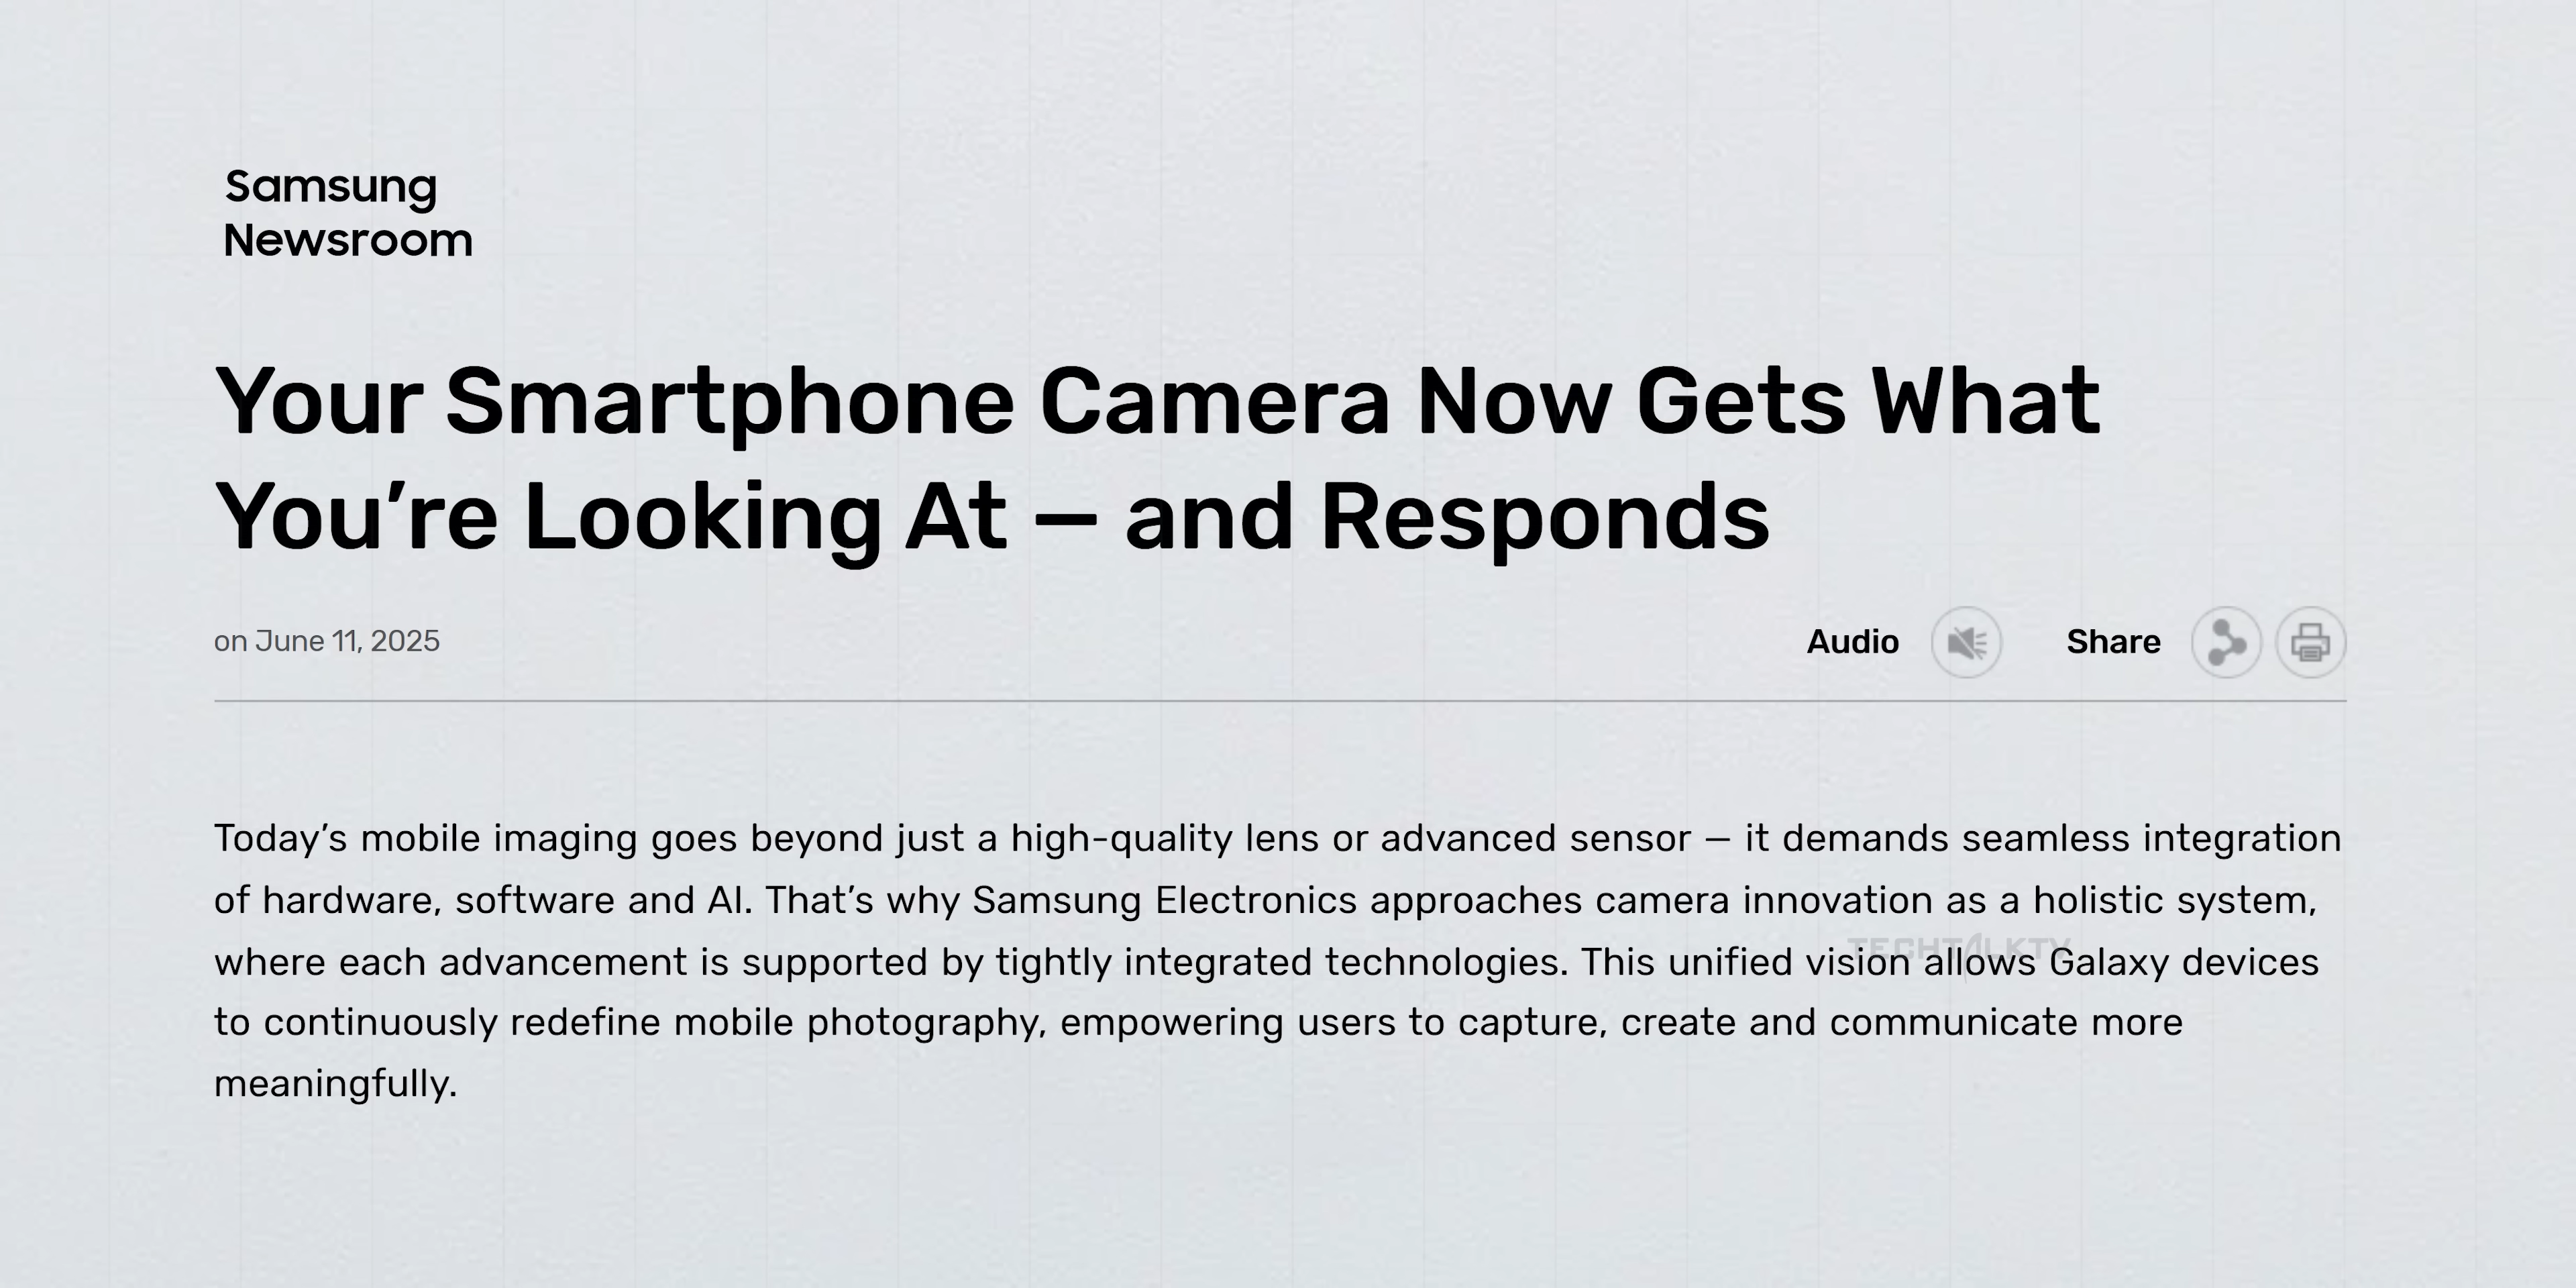 Samsung
Newsroom
Your Smartphone Camera Now Gets What
You’re Looking At – and Responds
on June 11, 2025
Audio
Share
Today’s mobile imaging goes beyond just a high-quality lens or advanced sensor – it demands seamless integration
of hardware, software and AI. That’s why Samsung Electronics approaches camera innovation as a holistic system,
where each advancement is supported by tightly integrated technologies. This unified vision allows Galaxy devices
TECHTALKTV
to continuously redefine mobile photography, empowering users to capture, create and communicate more
meaningfully.